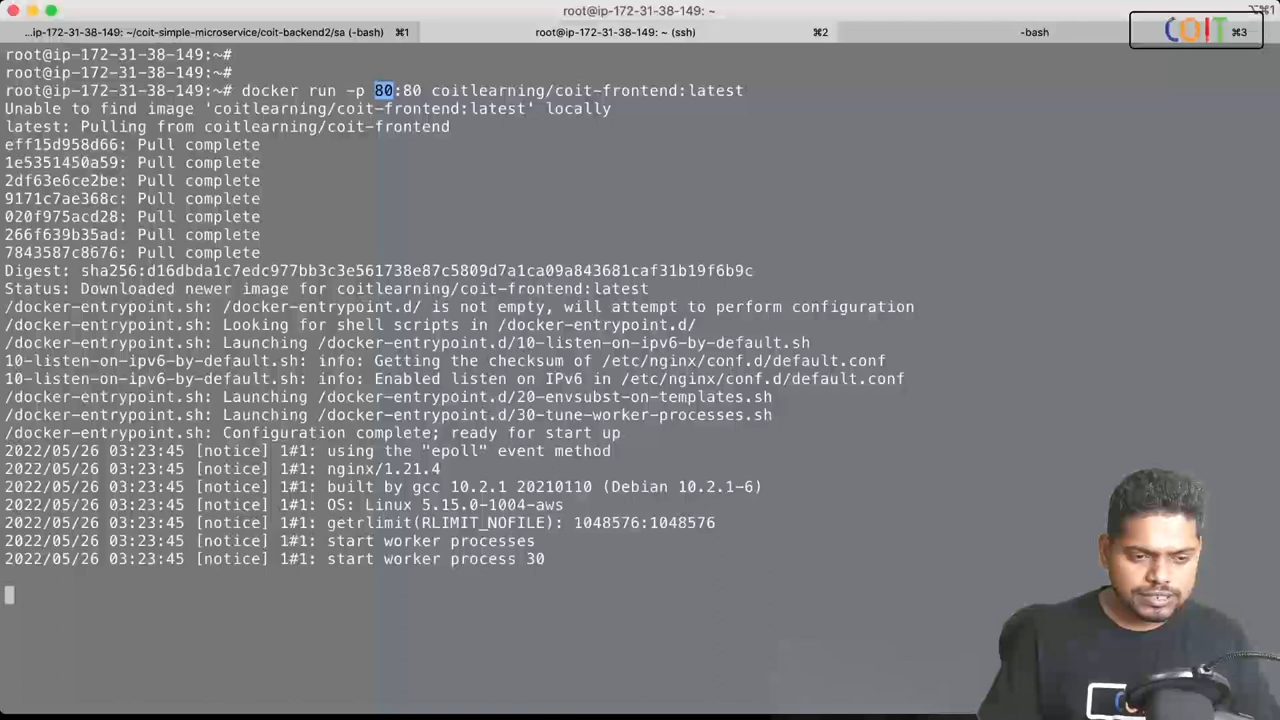 root@ip-172-31-38-149: ~
⌥⌘1
...ip-172-31-38-149: ~/coit-simple-microservice/coit-backend2/sa (-bash) ⌘1
root@ip-172-31-38-149: ~ (ssh) ⌘2
-bash ⌘3
COIT
root@ip-172-31-38-149:~#
root@ip-172-31-38-149:~#
root@ip-172-31-38-149:~# docker run -p 80:80 coitlearning/coit-frontend:latest
Unable to find image 'coitlearning/coit-frontend:latest' locally
latest: Pulling from coitlearning/coit-frontend
eff15d958d66: Pull complete
1e5351450a59: Pull complete
2df63e6ce2be: Pull complete
9171c7ae368c: Pull complete
020f975acd28: Pull complete
266f639b35ad: Pull complete
7843587c8676: Pull complete
Digest: sha256:d16dbda1c7edc977bb3c3e561738e87c5809d7a1ca09a843681caf31b19f6b9c
Status: Downloaded newer image for coitlearning/coit-frontend:latest
/docker-entrypoint.sh: /docker-entrypoint.d/ is not empty, will attempt to perform configuration
/docker-entrypoint.sh: Looking for shell scripts in /docker-entrypoint.d/
/docker-entrypoint.sh: Launching /docker-entrypoint.d/10-listen-on-ipv6-by-default.sh
10-listen-on-ipv6-by-default.sh: info: Getting the checksum of /etc/nginx/conf.d/default.conf
10-listen-on-ipv6-by-default.sh: info: Enabled listen on IPv6 in /etc/nginx/conf.d/default.conf
/docker-entrypoint.sh: Launching /docker-entrypoint.d/20-envsubst-on-templates.sh
/docker-entrypoint.sh: Launching /docker-entrypoint.d/30-tune-worker-processes.sh
/docker-entrypoint.sh: Configuration complete; ready for start up
2022/05/26 03:23:45 [notice] 1#1: using the "epoll" event method
2022/05/26 03:23:45 [notice] 1#1: nginx/1.21.4
2022/05/26 03:23:45 [notice] 1#1: built by gcc 10.2.1 20210110 (Debian 10.2.1-6)
2022/05/26 03:23:45 [notice] 1#1: OS: Linux 5.15.0-1004-aws
2022/05/26 03:23:45 [notice] 1#1: getrlimit(RLIMIT_NOFILE): 1048576:1048576
2022/05/26 03:23:45 [notice] 1#1: start worker processes
2022/05/26 03:23:45 [notice] 1#1: start worker process 30